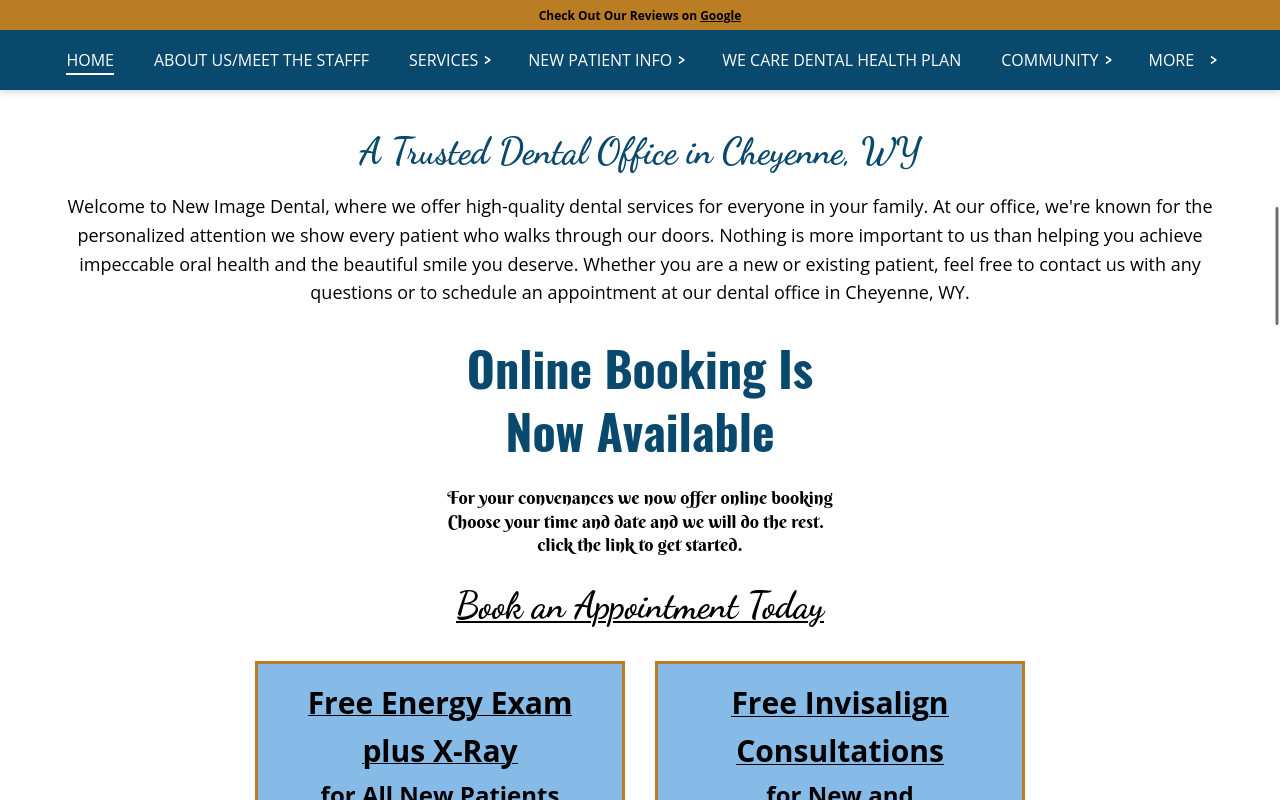 Check Out Our Reviews on Google
HOME ABOUT US/MEET THE STAFFF SERVICES > NEW PATIENT INFO > WE CARE DENTAL HEALTH PLAN COMMUNITY > MORE >
A Trusted Dental Office in Cheyenne, WY
Welcome to New Image Dental, where we offer high-quality dental services for everyone in your family. At our office, we're known for the
personalized attention we show every patient who walks through our doors. Nothing is more important to us than helping you achieve
impeccable oral health and the beautiful smile you deserve. Whether you are a new or existing patient, feel free to contact us with any
questions or to schedule an appointment at our dental office in Cheyenne, WY.
Online Booking Is
Now Available
For your convenances we now offer online booking
Choose your time and date and we will do the rest.
click the link to get started.
Book an Appointment Today
Free Energy Exam
plus X-Ray
for All New Patients
Free Invisalign
Consultations
for New and